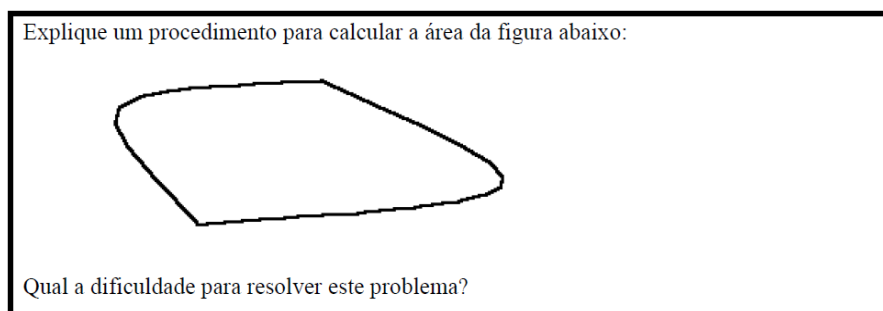 Explique um procedimento para calcular a área da figura abaixo:
Qual a dificuldade para resolver este problema?